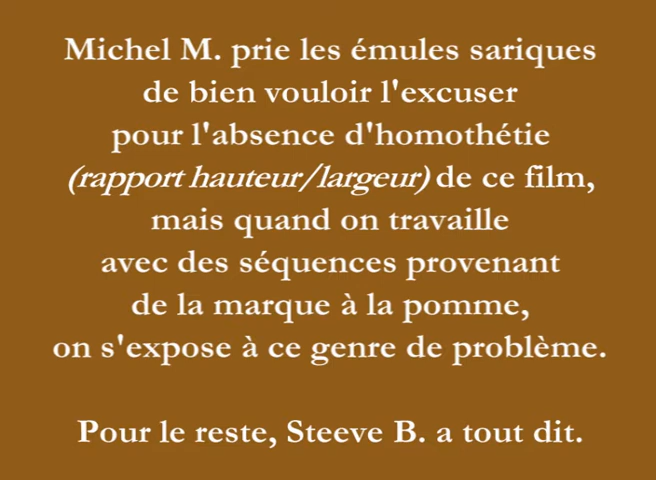 Michel M. prie les émules sariques
de bien vouloir l'excuser
pour l'absence d'homothétie
(rapport hauteur/largeur) de ce film,
mais quand on travaille
avec des séquences provenant
de la marque à la pomme,
on s'expose à ce genre de problème.
Pour le reste, Steeve B. a tout dit.